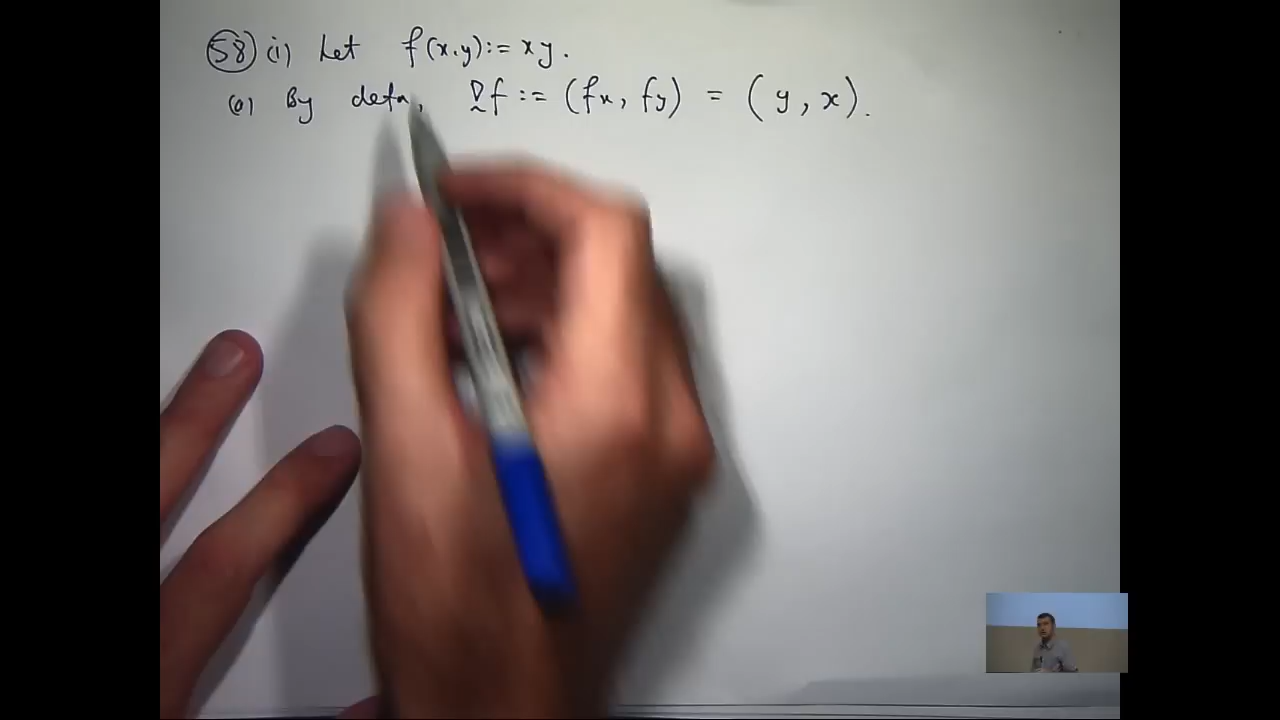 58 (i) Let f(x,y) := xy.
(a) By defn, ∇f := (fx, fy) = (y, x).